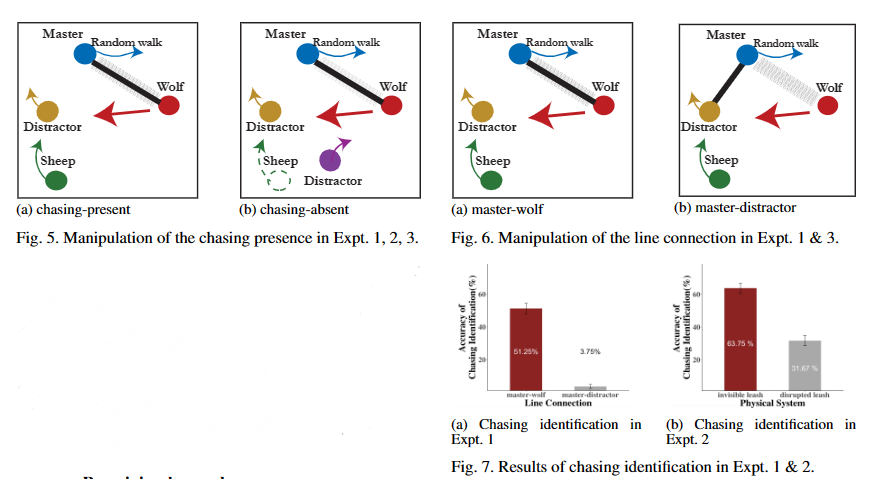 Master
Random walk
Wolf
Distractor
Sheep
(a) chasing-present
Master
Random walk
Wolf
Distractor
Sheep
Distractor
(b) chasing-absent
Fig. 5. Manipulation of the chasing presence in Expt. 1, 2, 3.
Master
Random walk
Wolf
Distractor
Sheep
(a) master-wolf
Master
Random walk
Wolf
Distractor
Sheep
(b) master-distractor
Fig. 6. Manipulation of the line connection in Expt. 1 & 3.
Accuracy of
Chasing Identification(%)
60
40
20
51.25%
3.75%
master-wolf master-distractor
Line Connection
(a) Chasing identification in
Expt. 1
Accuracy of
Chasing Identification(%)
60
40
20
63.75 %
31.67 %
invisible leash disrupted leash
Physical System
(b) Chasing identification in
Expt. 2
Fig. 7. Results of chasing identification in Expt. 1 & 2.